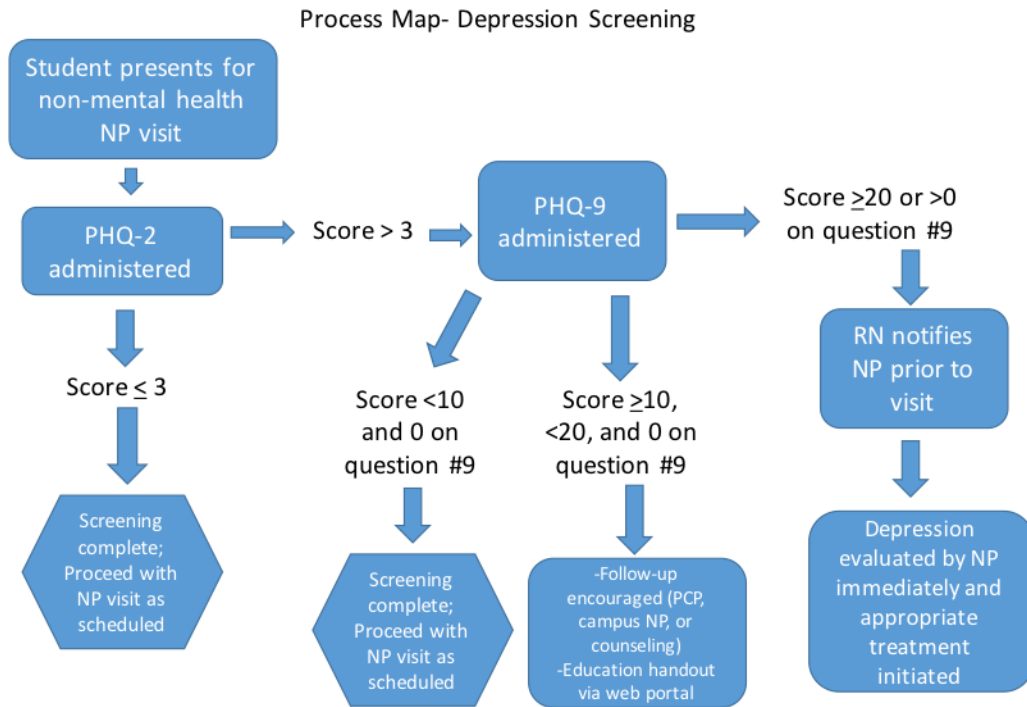 Process Map- Depression Screening
Student presents for
non-mental health
NP visit
PHQ-2
administered
Score > 3
PHQ-9
administered
Score ≥20 or >0
on question #9
Score ≤ 3
Score <10
and 0 on
question #9
Score ≥10,
<20, and 0 on
question #9
RN notifies
NP prior to
visit
Screening
complete;
Proceed with
NP visit as
scheduled
Screening
complete;
Proceed with
NP visit as
scheduled
-Follow-up
encouraged (PCP,
campus NP, or
counseling)
-Education handout
via web portal
Depression
evaluated by NP
immediately and
appropriate
treatment
initiated